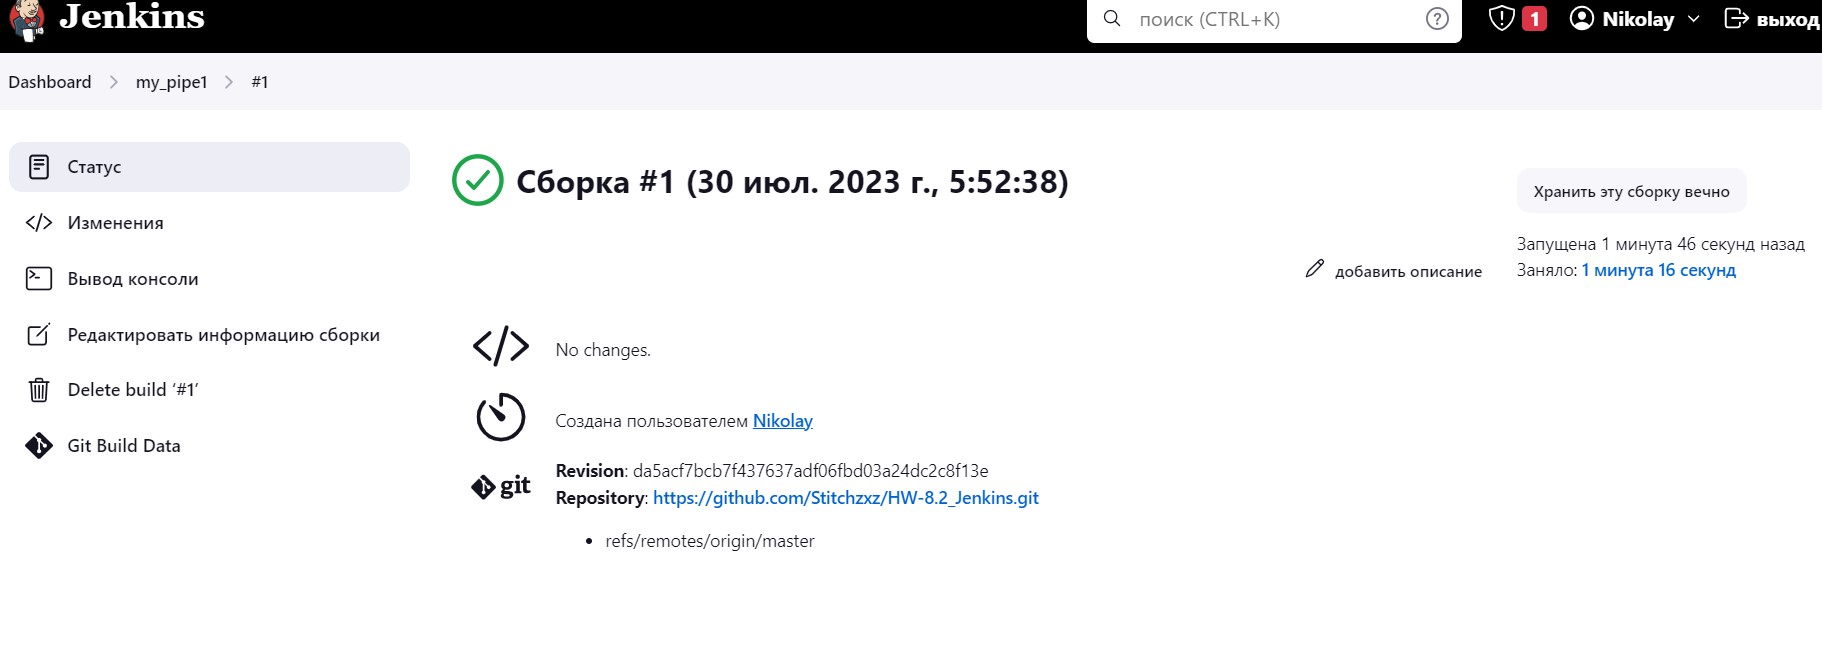 Jenkins
поиск (CTRL+K)
1
Nikolay
выход
Dashboard
my_pipe1
#1
Статус
Изменения
Вывод консоли
Редактировать информацию сборки
Delete build ‘#1’
Git Build Data
Сборка #1 (30 июл. 2023 г., 5:52:38)
Хранить эту сборку вечно
Запущена 1 минута 46 секунд назад
Заняло: 1 минута 16 секунд
добавить описание
No changes.
Создана пользователем Nikolay
git
Revision: da5acf7bcb7f437637adf06fbd03a24dc2c8f13e
Repository: https://github.com/Stitchzxz/HW-8.2_Jenkins.git
• refs/remotes/origin/master